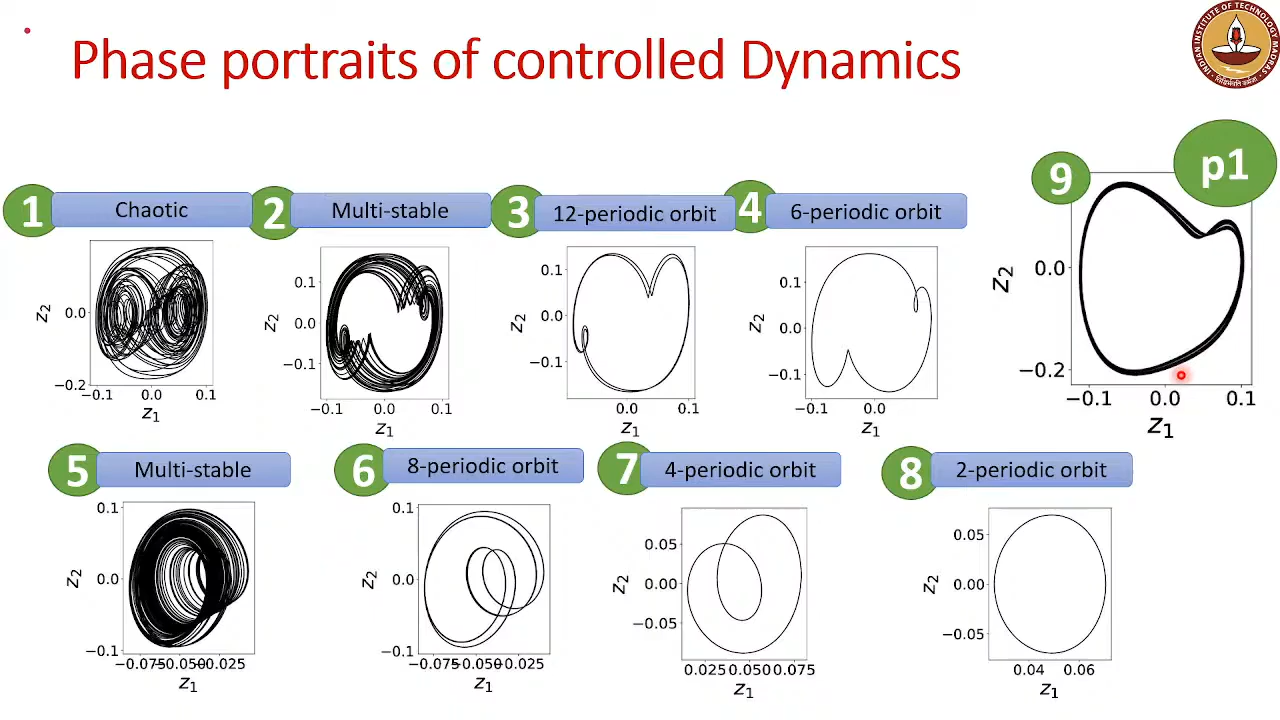 Phase portraits of controlled Dynamics
INDIAN INSTITUTE OF TECHNOLOGY MADRAS
p1
1 Chaotic
2 Multi-stable
3 12-periodic orbit
4 6-periodic orbit
9
z₂
0.0
−0.2
−0.1 0.0 0.1
z₁
z₂
0.1
0.0
−0.1
−0.1 0.0 0.1
z₁
z₂
0.1
0.0
−0.1
0.0 0.1
z₁
z₂
0.1
0.0
−0.1
−0.1 0.0
z₁
z₂
0.0
−0.2
−0.1 0.0 0.1
z₁
5 Multi-stable
6 8-periodic orbit
7 4-periodic orbit
8 2-periodic orbit
z₂
0.1
0.0
−0.1
−0.075−0.050−0.025
z₁
z₂
0.1
0.0
−0.1
−0.075−0.050−0.025
z₁
z₂
0.05
0.00
−0.05
0.025 0.050 0.075
z₁
z₂
0.05
0.00
−0.05
0.04 0.06
z₁